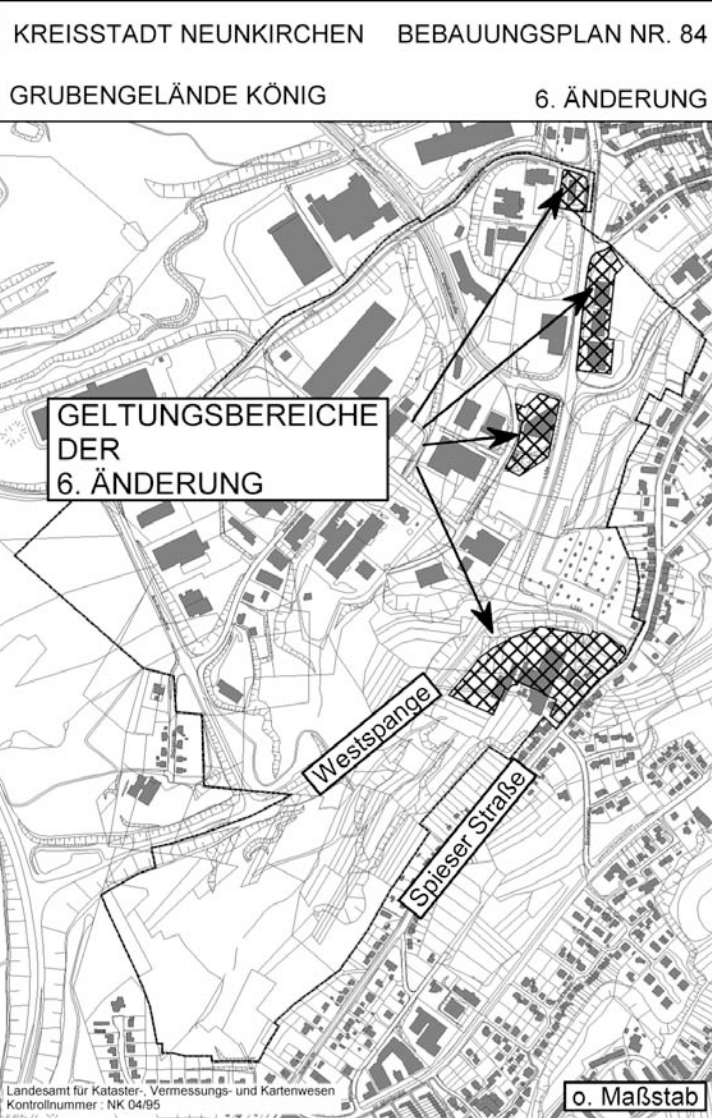 KREISSTADT NEUNKIRCHEN BEBAUUNGSPLAN NR. 84
GRUBENGELÄNDE KÖNIG 6. ÄNDERUNG
GELTUNGSBEREICHE
DER
6. ÄNDERUNG
Westspange
Spieser Straße
Landesamt für Kataster-, Vermessungs- und Kartenwesen
Kontrollnummer : NK 04/95
o. Maßstab